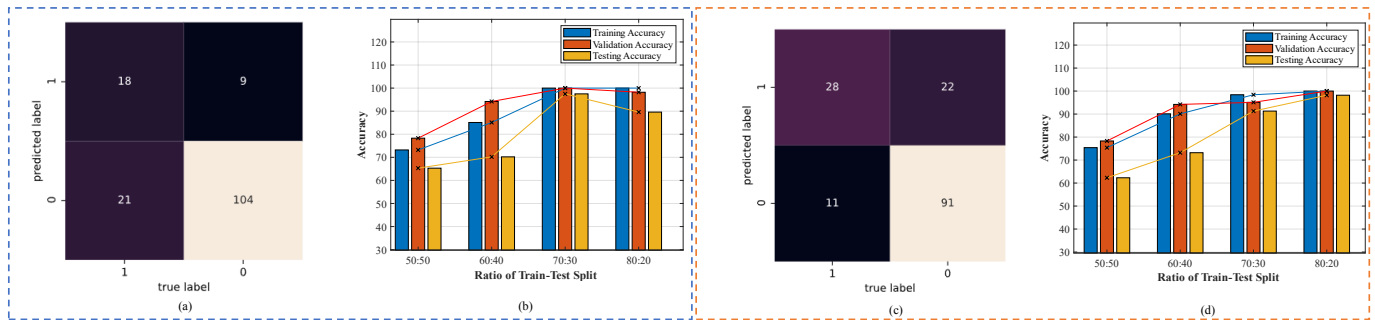 1
0
predicted label
18
9
21
104
1
0
true label
(a)
Accuracy
120
110
100
90
80
70
60
50
40
30
Training Accuracy
Validation Accuracy
Testing Accuracy
50:50
60:40
70:30
80:20
Ratio of Train-Test Split
(b)
1
0
predicted label
28
22
11
91
1
0
true label
(c)
Accuracy
120
110
100
90
80
70
60
50
40
30
Training Accuracy
Validation Accuracy
Testing Accuracy
50:50
60:40
70:30
80:20
Ratio of Train-Test Split
(d)